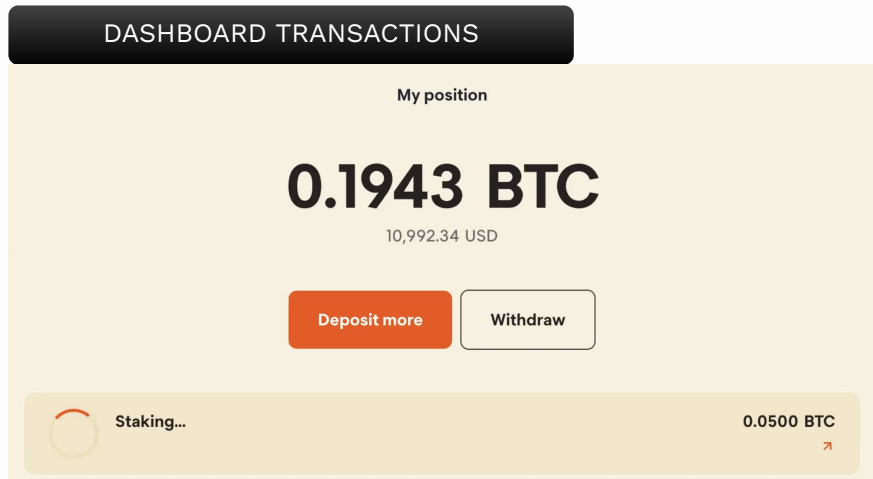 DASHBOARD TRANSACTIONS
My position
0.1943 BTC
10,992.34 USD
Deposit more
Withdraw
Staking...
0.0500 BTC